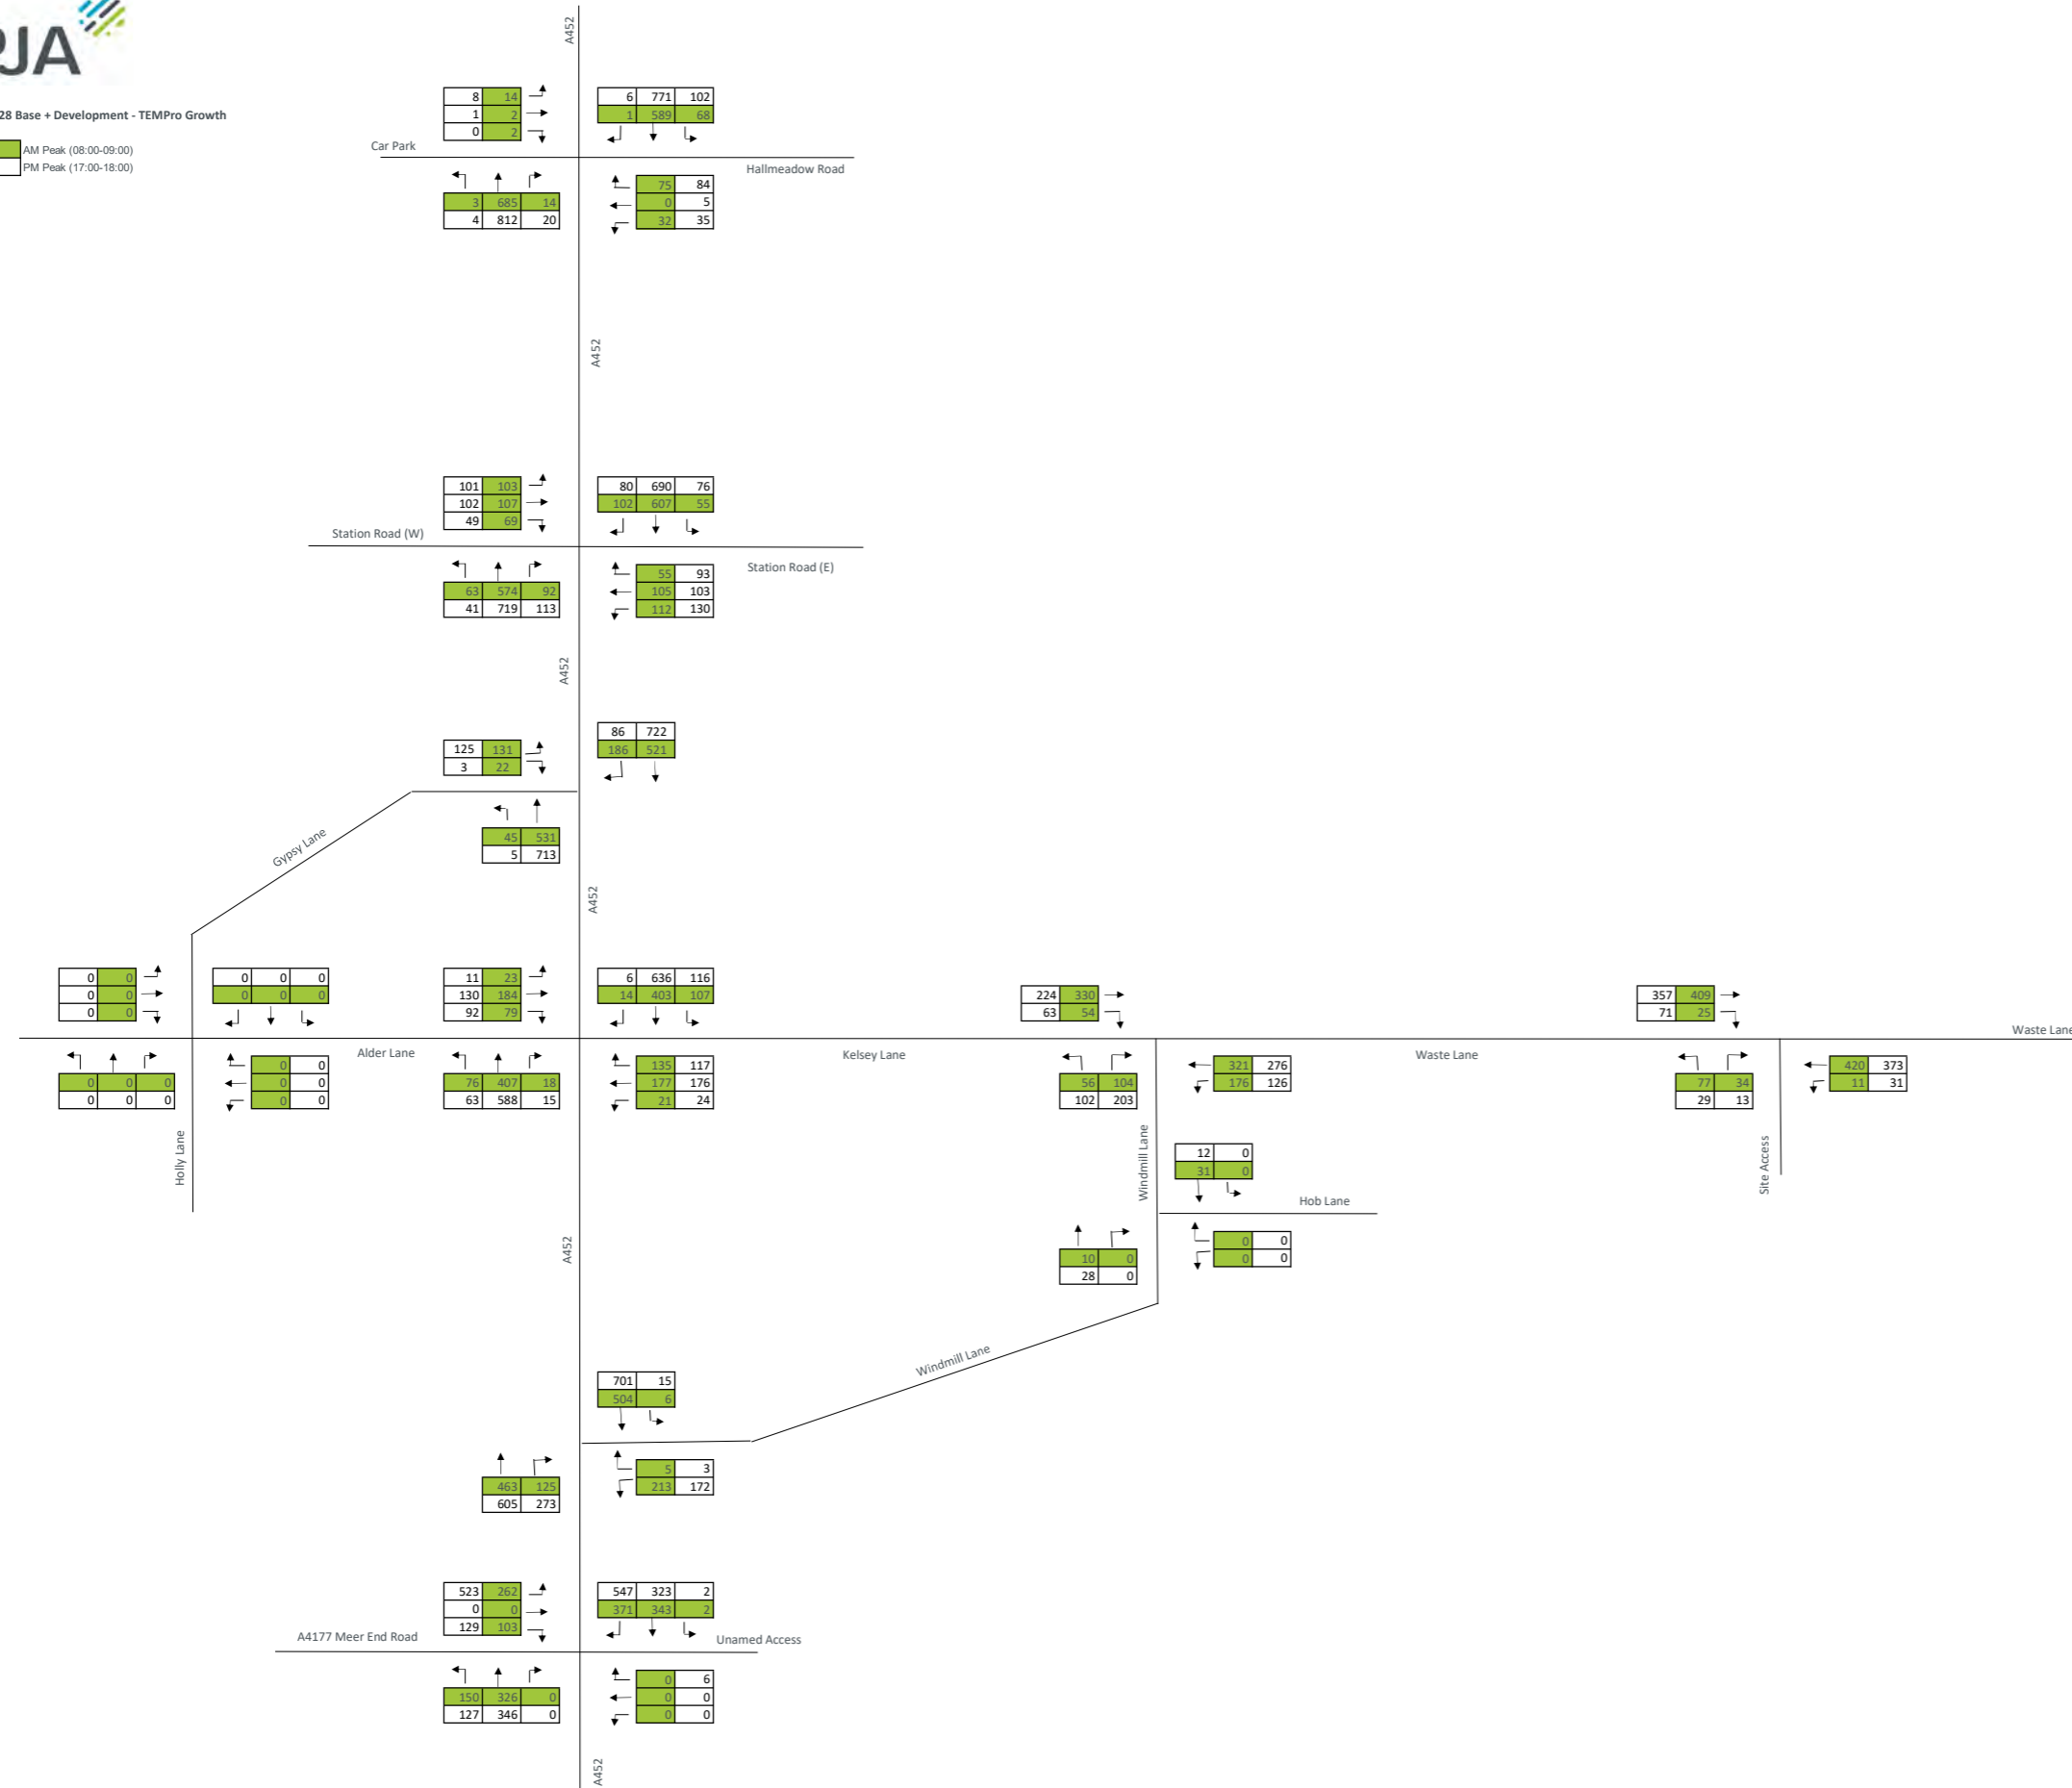 JA
28 Base + Development - TEMPro Growth
AM Peak (08:00-09:00)
PM Peak (17:00-18:00)
A452
8 14
1 2
0 2
6 771 102
1 589 68
Car Park
Hallmeadow Road
3 685 14
4 812 20
75 84
0 5
32 35
A452
101 103
102 107
49 69
80 690 76
102 607 55
Station Road (W)
Station Road (E)
63 574 92
41 719 113
55 93
105 103
112 130
A452
125 131
3 22
86 722
186 521
45 531
5 713
Gypsy Lane
A452
0 0
0 0
0 0
0 0 0
0 0 0
11 23
130 184
92 79
6 636 116
14 403 107
224 330
63 54
357 409
71 25
Waste Lane
Alder Lane
Kelsey Lane
Waste Lane
0 0 0
0 0 0
0 0
0 0
0 0
76 407 18
63 588 15
135 117
177 176
21 24
56 104
102 203
321 276
176 126
77 34
29 13
420 373
11 31
Holly Lane
Windmill Lane
Site Access
12 0
31 0
Hob Lane
A452
10 0
28 0
0 0
0 0
Windmill Lane
701 15
504 6
463 125
605 273
5 3
213 172
523 262
0 0
129 103
547 323 2
371 343 2
A4177 Meer End Road
Unamed Access
150 326 0
127 346 0
0 6
0 0
0 0
A452